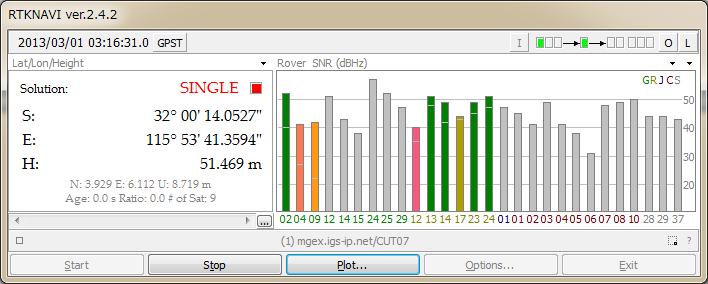 RTKNAVI ver.2.4.2
2013/03/01 03:16:31.0 GPST I O L
Lat/Lon/Height
Solution: SINGLE
S: 32° 00' 14.0527"
E: 115° 53' 41.3594"
H: 51.469 m
N: 3.929 E: 6.112 U: 8.719 m
Age: 0.0 s Ratio: 0.0 # of Sat: 9
...
Rover SNR (dBHz)
G R J C S
50
40
30
20
02 04 09 12 14 15 24 25 29 12 13 14 17 23 24 01 01 02 03 04 05 06 07 08 10 28 29 37
(1) mgex.igs-ip.net/CUT07 ?
Start Stop Plot... Options... Exit